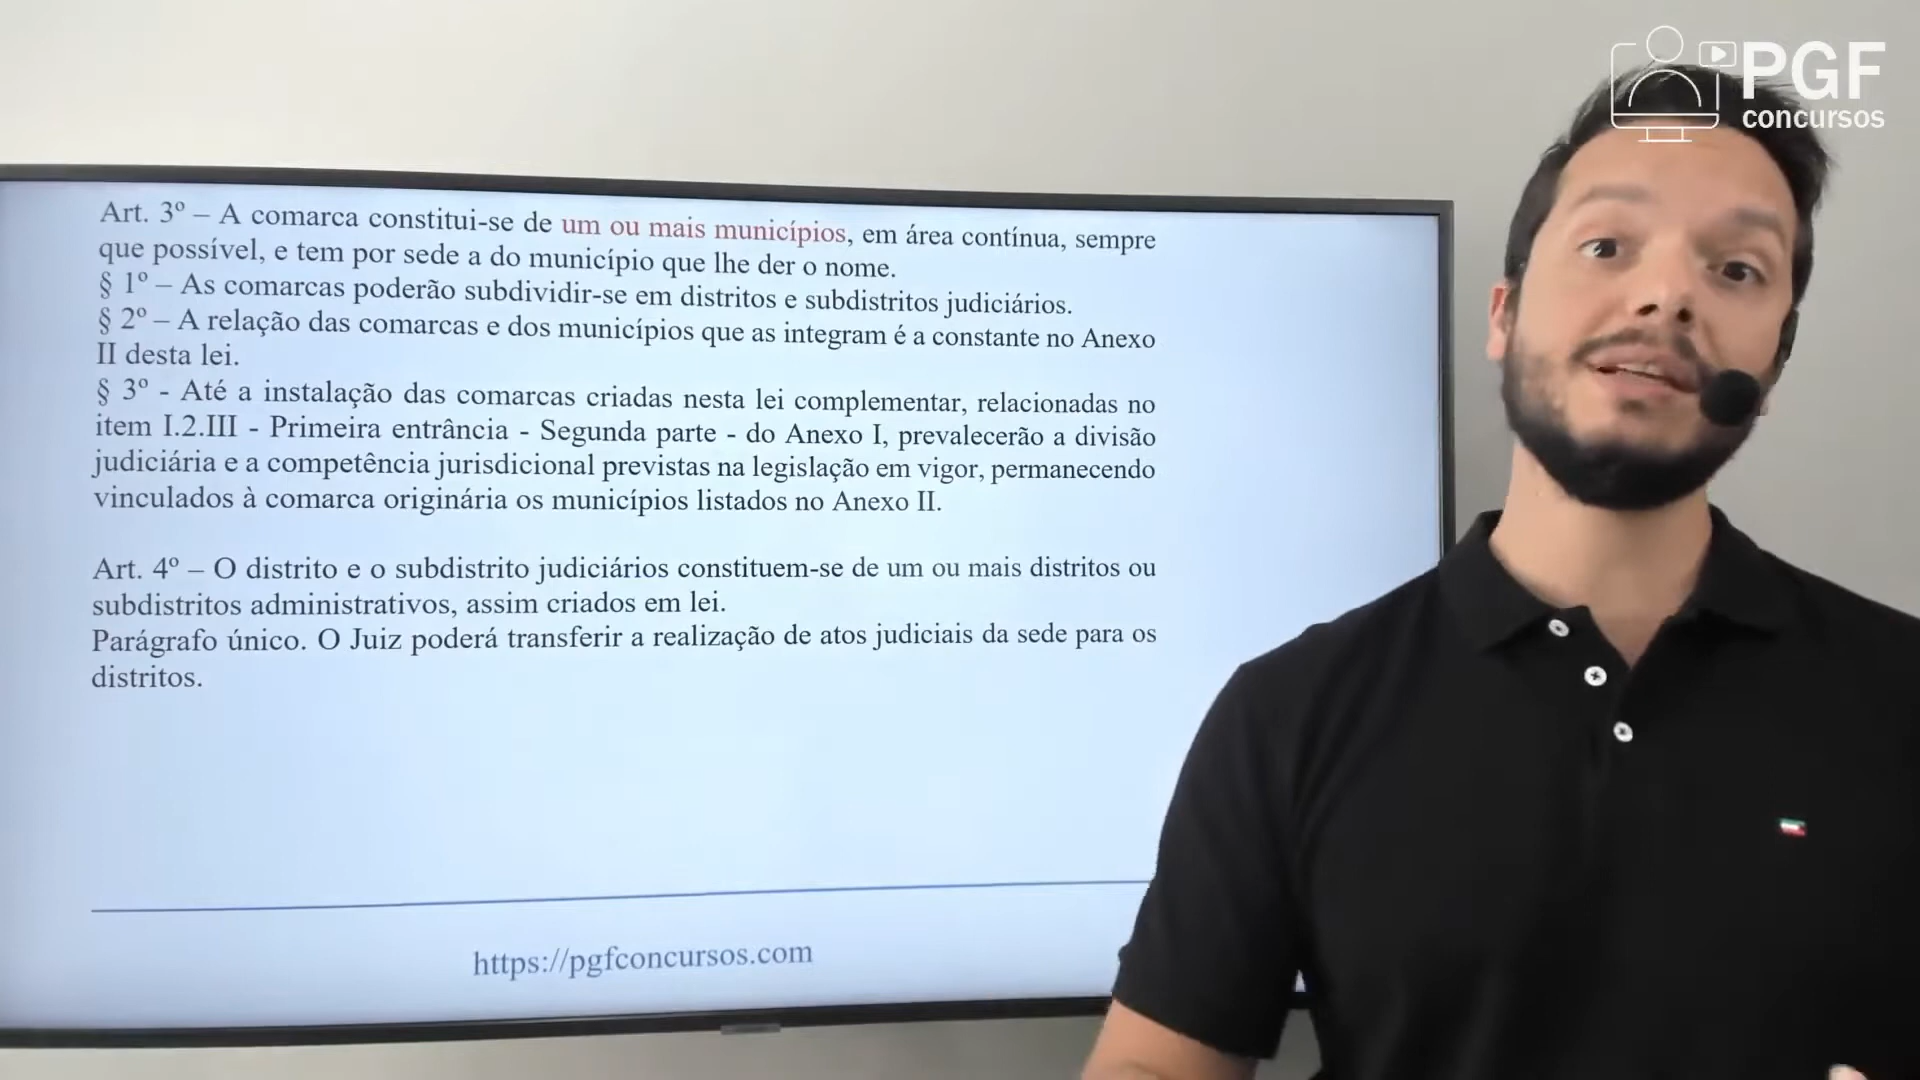 PGF
concursos
Art. 3º – A comarca constitui-se de um ou mais municípios, em área contínua, sempre
que possível, e tem por sede a do município que lhe der o nome.
§ 1º – As comarcas poderão subdividir-se em distritos e subdistritos judiciários.
§ 2º – A relação das comarcas e dos municípios que as integram é a constante no Anexo
II desta lei.
§ 3º - Até a instalação das comarcas criadas nesta lei complementar, relacionadas no
item I.2.III - Primeira entrância - Segunda parte - do Anexo I, prevalecerão a divisão
judiciária e a competência jurisdicional previstas na legislação em vigor, permanecendo
vinculados à comarca originária os municípios listados no Anexo II.
Art. 4º – O distrito e o subdistrito judiciários constituem-se de um ou mais distritos ou
subdistritos administrativos, assim criados em lei.
Parágrafo único. O Juiz poderá transferir a realização de atos judiciais da sede para os
distritos.
https://pgfconcursos.com